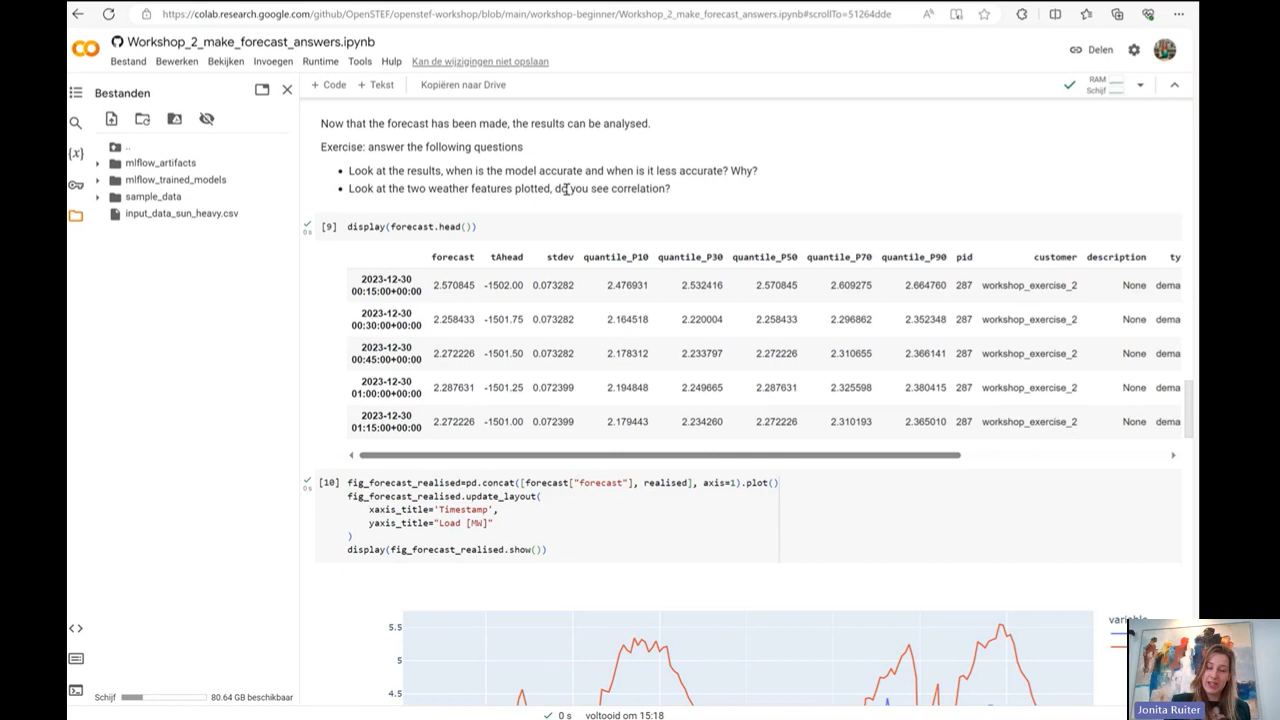 https://colab.research.google.com/github/OpenSTEF/openstef-workshop/blob/main/workshop-beginner/Workshop_2_make_forecast_answers.ipynb#scrollTo=51264dde
Workshop_2_make_forecast_answers.ipynb
Bestand Bewerken Bekijken Invoegen Runtime Tools Help Kan de wijzigingen niet opslaan
Delen
+ Code + Tekst Kopiëren naar Drive
RAM
Schijf
Bestanden
..
mlflow_artifacts
mlflow_trained_models
sample_data
input_data_sun_heavy.csv
Now that the forecast has been made, the results can be analysed.
Exercise: answer the following questions
• Look at the results, when is the model accurate and when is it less accurate? Why?
• Look at the two weather features plotted, do you see correlation?
[9] display(forecast.head())
0 s
forecast tAhead stdev quantile_P10 quantile_P30 quantile_P50 quantile_P70 quantile_P90 pid customer description ty
2023-12-30 00:15:00+00:00 2.570845 -1502.00 0.073282 2.476931 2.532416 2.570845 2.609275 2.664760 287 workshop_exercise_2 None dema
2023-12-30 00:30:00+00:00 2.258433 -1501.75 0.073282 2.164518 2.220004 2.258433 2.296862 2.352348 287 workshop_exercise_2 None dema
2023-12-30 00:45:00+00:00 2.272226 -1501.50 0.073282 2.178312 2.233797 2.272226 2.310655 2.366141 287 workshop_exercise_2 None dema
2023-12-30 01:00:00+00:00 2.287631 -1501.25 0.072399 2.194848 2.249665 2.287631 2.325598 2.380415 287 workshop_exercise_2 None dema
2023-12-30 01:15:00+00:00 2.272226 -1501.00 0.072399 2.179443 2.234260 2.272226 2.310193 2.365010 287 workshop_exercise_2 None dema
[10] fig_forecast_realised=pd.concat([forecast["forecast"], realised], axis=1).plot()
0 s
fig_forecast_realised.update_layout(
xaxis_title='Timestamp',
yaxis_title="Load [MW]"
)
display(fig_forecast_realised.show())
5.5
5
4.5
variable
Jonita Ruiter
Schijf 80.64 GB beschikbaar
0 s voltooid om 15:18